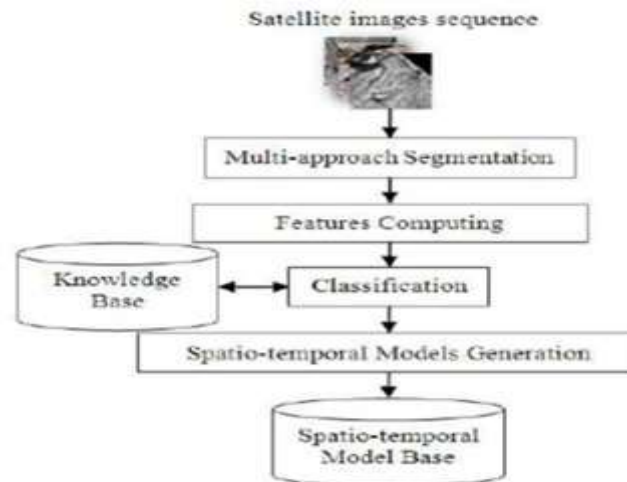 Satellite images sequence
Multi-approach Segmentation
Features Computing
Knowledge
Base
Classification
Spatio-temporal Models Generation
Spatio-temporal
Model Base